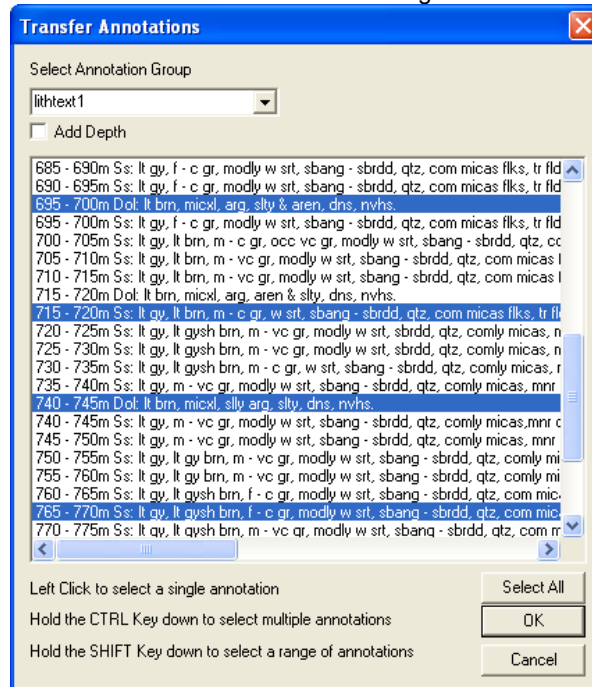 Transfer Annotations
Select Annotation Group
lithtext1
Add Depth
685 - 690m Ss: lt gy, f - c gr, modly w srt, sbang - sbrdd, qtz, com micas flks, tr fld
690 - 695m Ss: lt gy, f - c gr, modly w srt, sbang - sbrdd, qtz, com micas flks, tr fld
695 - 700m Dol: lt brn, micxl, arg, slty & aren, dns, nvhs.
695 - 700m Ss: lt gy, f - c gr, modly w srt, sbang - sbrdd, qtz, com micas flks, tr fld
700 - 705m Ss: lt gy, lt brn, m - c gr, occ vc gr, modly w srt, sbang - sbrdd, qtz, cc
705 - 710m Ss: lt gy, lt brn, m - vc gr, modly w srt, sbang - sbrdd, qtz, com micas
710 - 715m Ss: lt gy, lt brn, m - vc gr, modly w srt, sbang - sbrdd, qtz, com micas
715 - 720m Dol: lt brn, micxl, arg, aren & slty, dns, nvhs.
715 - 720m Ss: lt gy, lt brn, m - c gr, w srt, sbang - sbrdd, qtz, com micas flks, tr fl
720 - 725m Ss: lt gy, lt gysh brn, m - vc gr, modly w srt, sbrdd, qtz, comly micas,
725 - 730m Ss: lt gy, lt gysh brn, m - vc gr, modly w srt, sbrdd, qtz, comly micas,
730 - 735m Ss: lt gy, lt gysh brn, m - c gr, w srt, sbang - sbrdd, qtz, comly micas,
735 - 740m Ss: lt gy, m - vc gr, modly w srt, sbang - sbrdd, qtz, comly micas, mnr
740 - 745m Dol: lt brn, micxl, slly arg, slty, dns, nvhs.
740 - 745m Ss: lt gy, m - vc gr, modly w srt, sbang - sbrdd, qtz, comly micas,mnr
745 - 750m Ss: lt gy, m - vc gr, modly w srt, sbang - sbrdd, qtz, comly micas, mnr
750 - 755m Ss: lt gy, lt gy brn, m - vc gr, modly w srt, sbang - sbrdd, qtz, comly mi
755 - 760m Ss: lt gy, lt gy brn, m - vc gr, modly w srt, sbang - sbrdd, qtz, comly mi
760 - 765m Ss: lt gy, lt gysh brn, f - c gr, modly w srt, sbang - sbrdd, qtz, com mic
765 - 770m Ss: lt gy, lt gysh brn, f - c gr, modly w srt, sbang - sbrdd, qtz, com mic
770 - 775m Ss: lt gy, lt gysh brn, m - vc gr, modly w srt, sbang - sbrdd, qtz, com m
Left Click to select a single annotation
Select All
Hold the CTRL Key down to select multiple annotations
OK
Hold the SHIFT Key down to select a range of annotations
Cancel